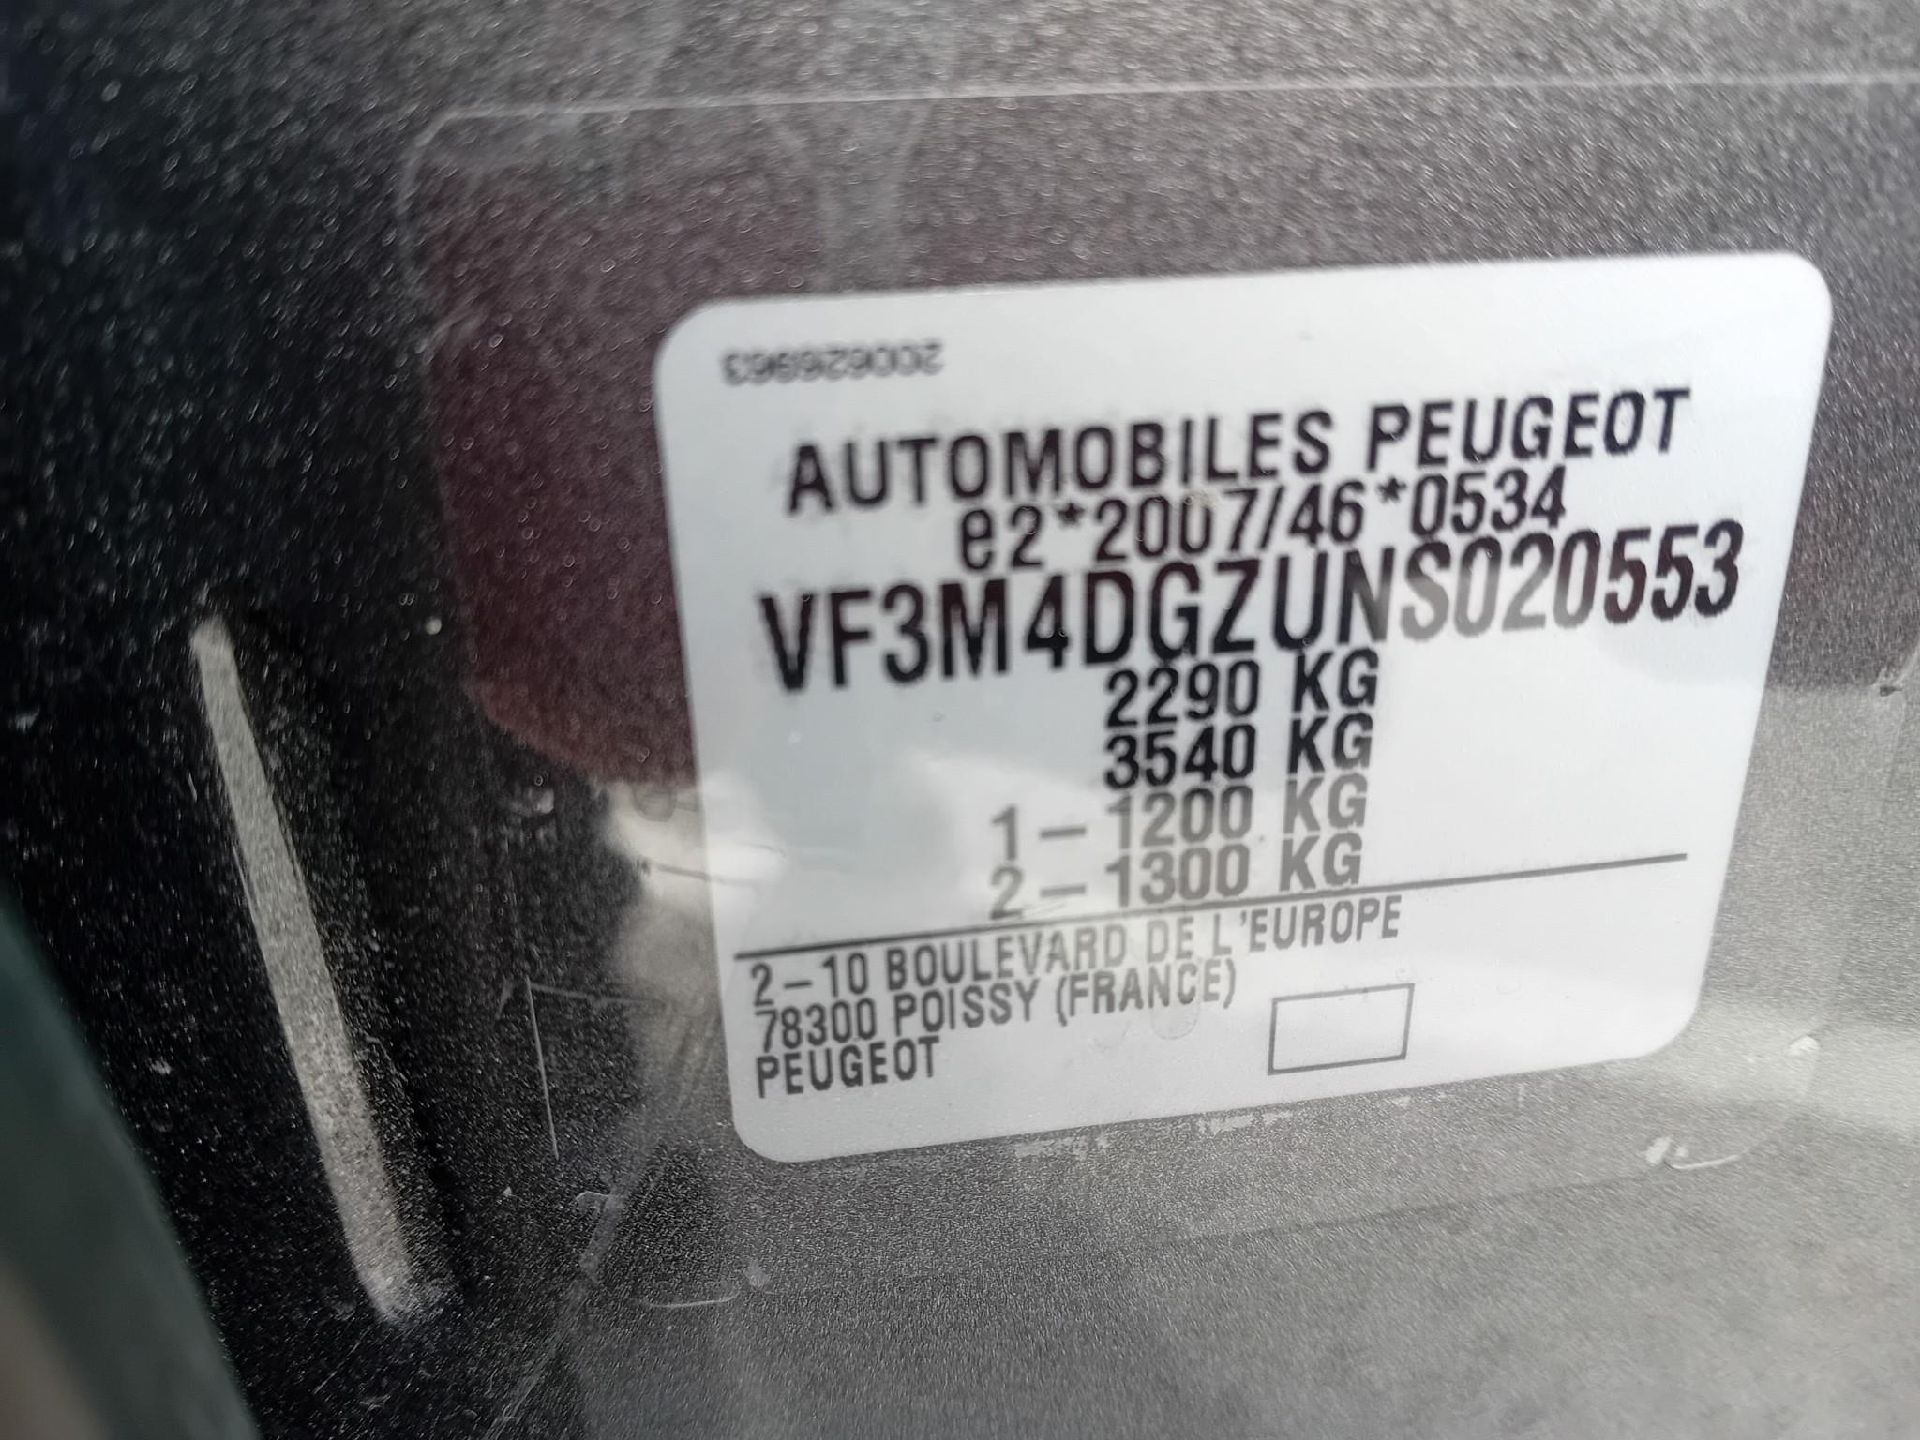 200626963
AUTOMOBILES PEUGEOT
e2*2007/46*0534
VF3M4DGZUNS020553
2290 KG
3540 KG
1-1200 KG
2-1300 KG
2-10 BOULEVARD DE L'EUROPE
78300 POISSY (FRANCE)
PEUGEOT